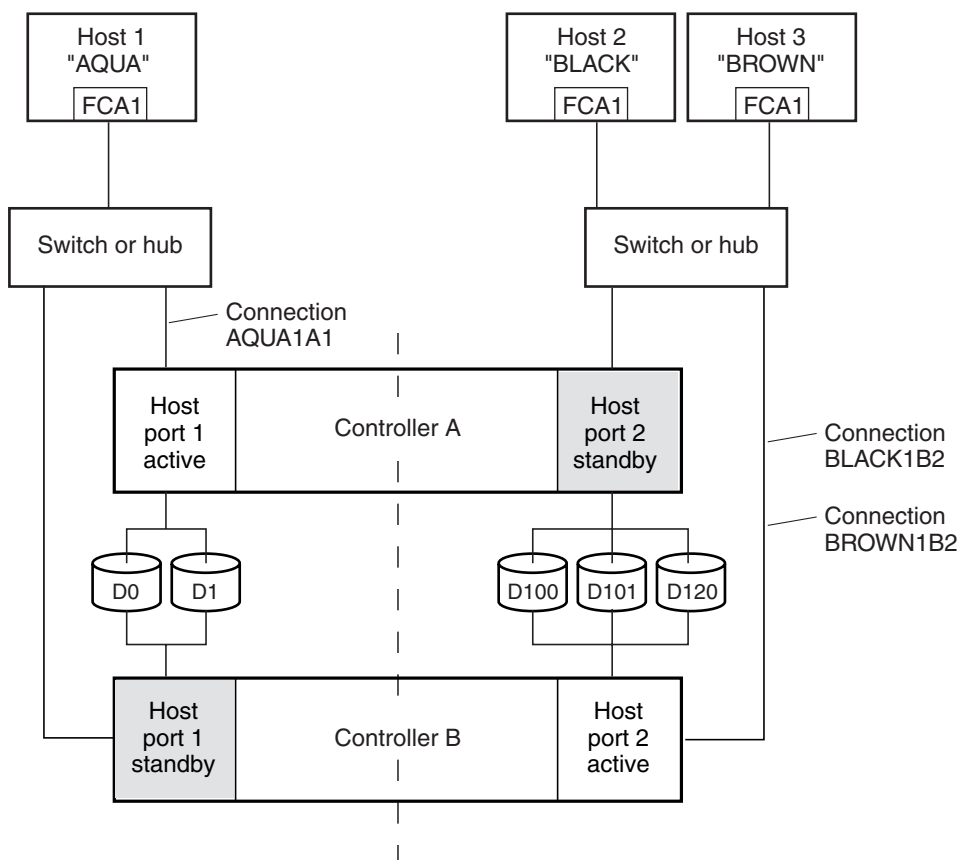 Host 1
"AQUA"
FCA1
Host 2
"BLACK"
FCA1
Host 3
"BROWN"
FCA1
Switch or hub
Switch or hub
Connection
AQUA1A1
Host
port 1
active
Controller A
Host
port 2
standby
Connection
BLACK1B2
Connection
BROWN1B2
D0
D1
D100
D101
D120
Host
port 1
standby
Controller B
Host
port 2
active